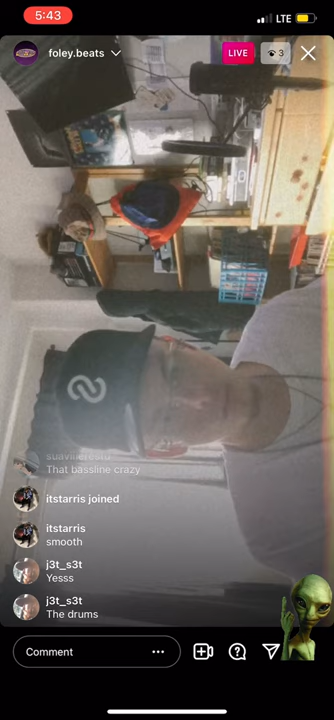 5:43
LTE
foley.beats
LIVE
3
That bassline crazy
itstarris joined
itstarris
smooth
j3t_s3t
Yesss
j3t_s3t
The drums
Comment